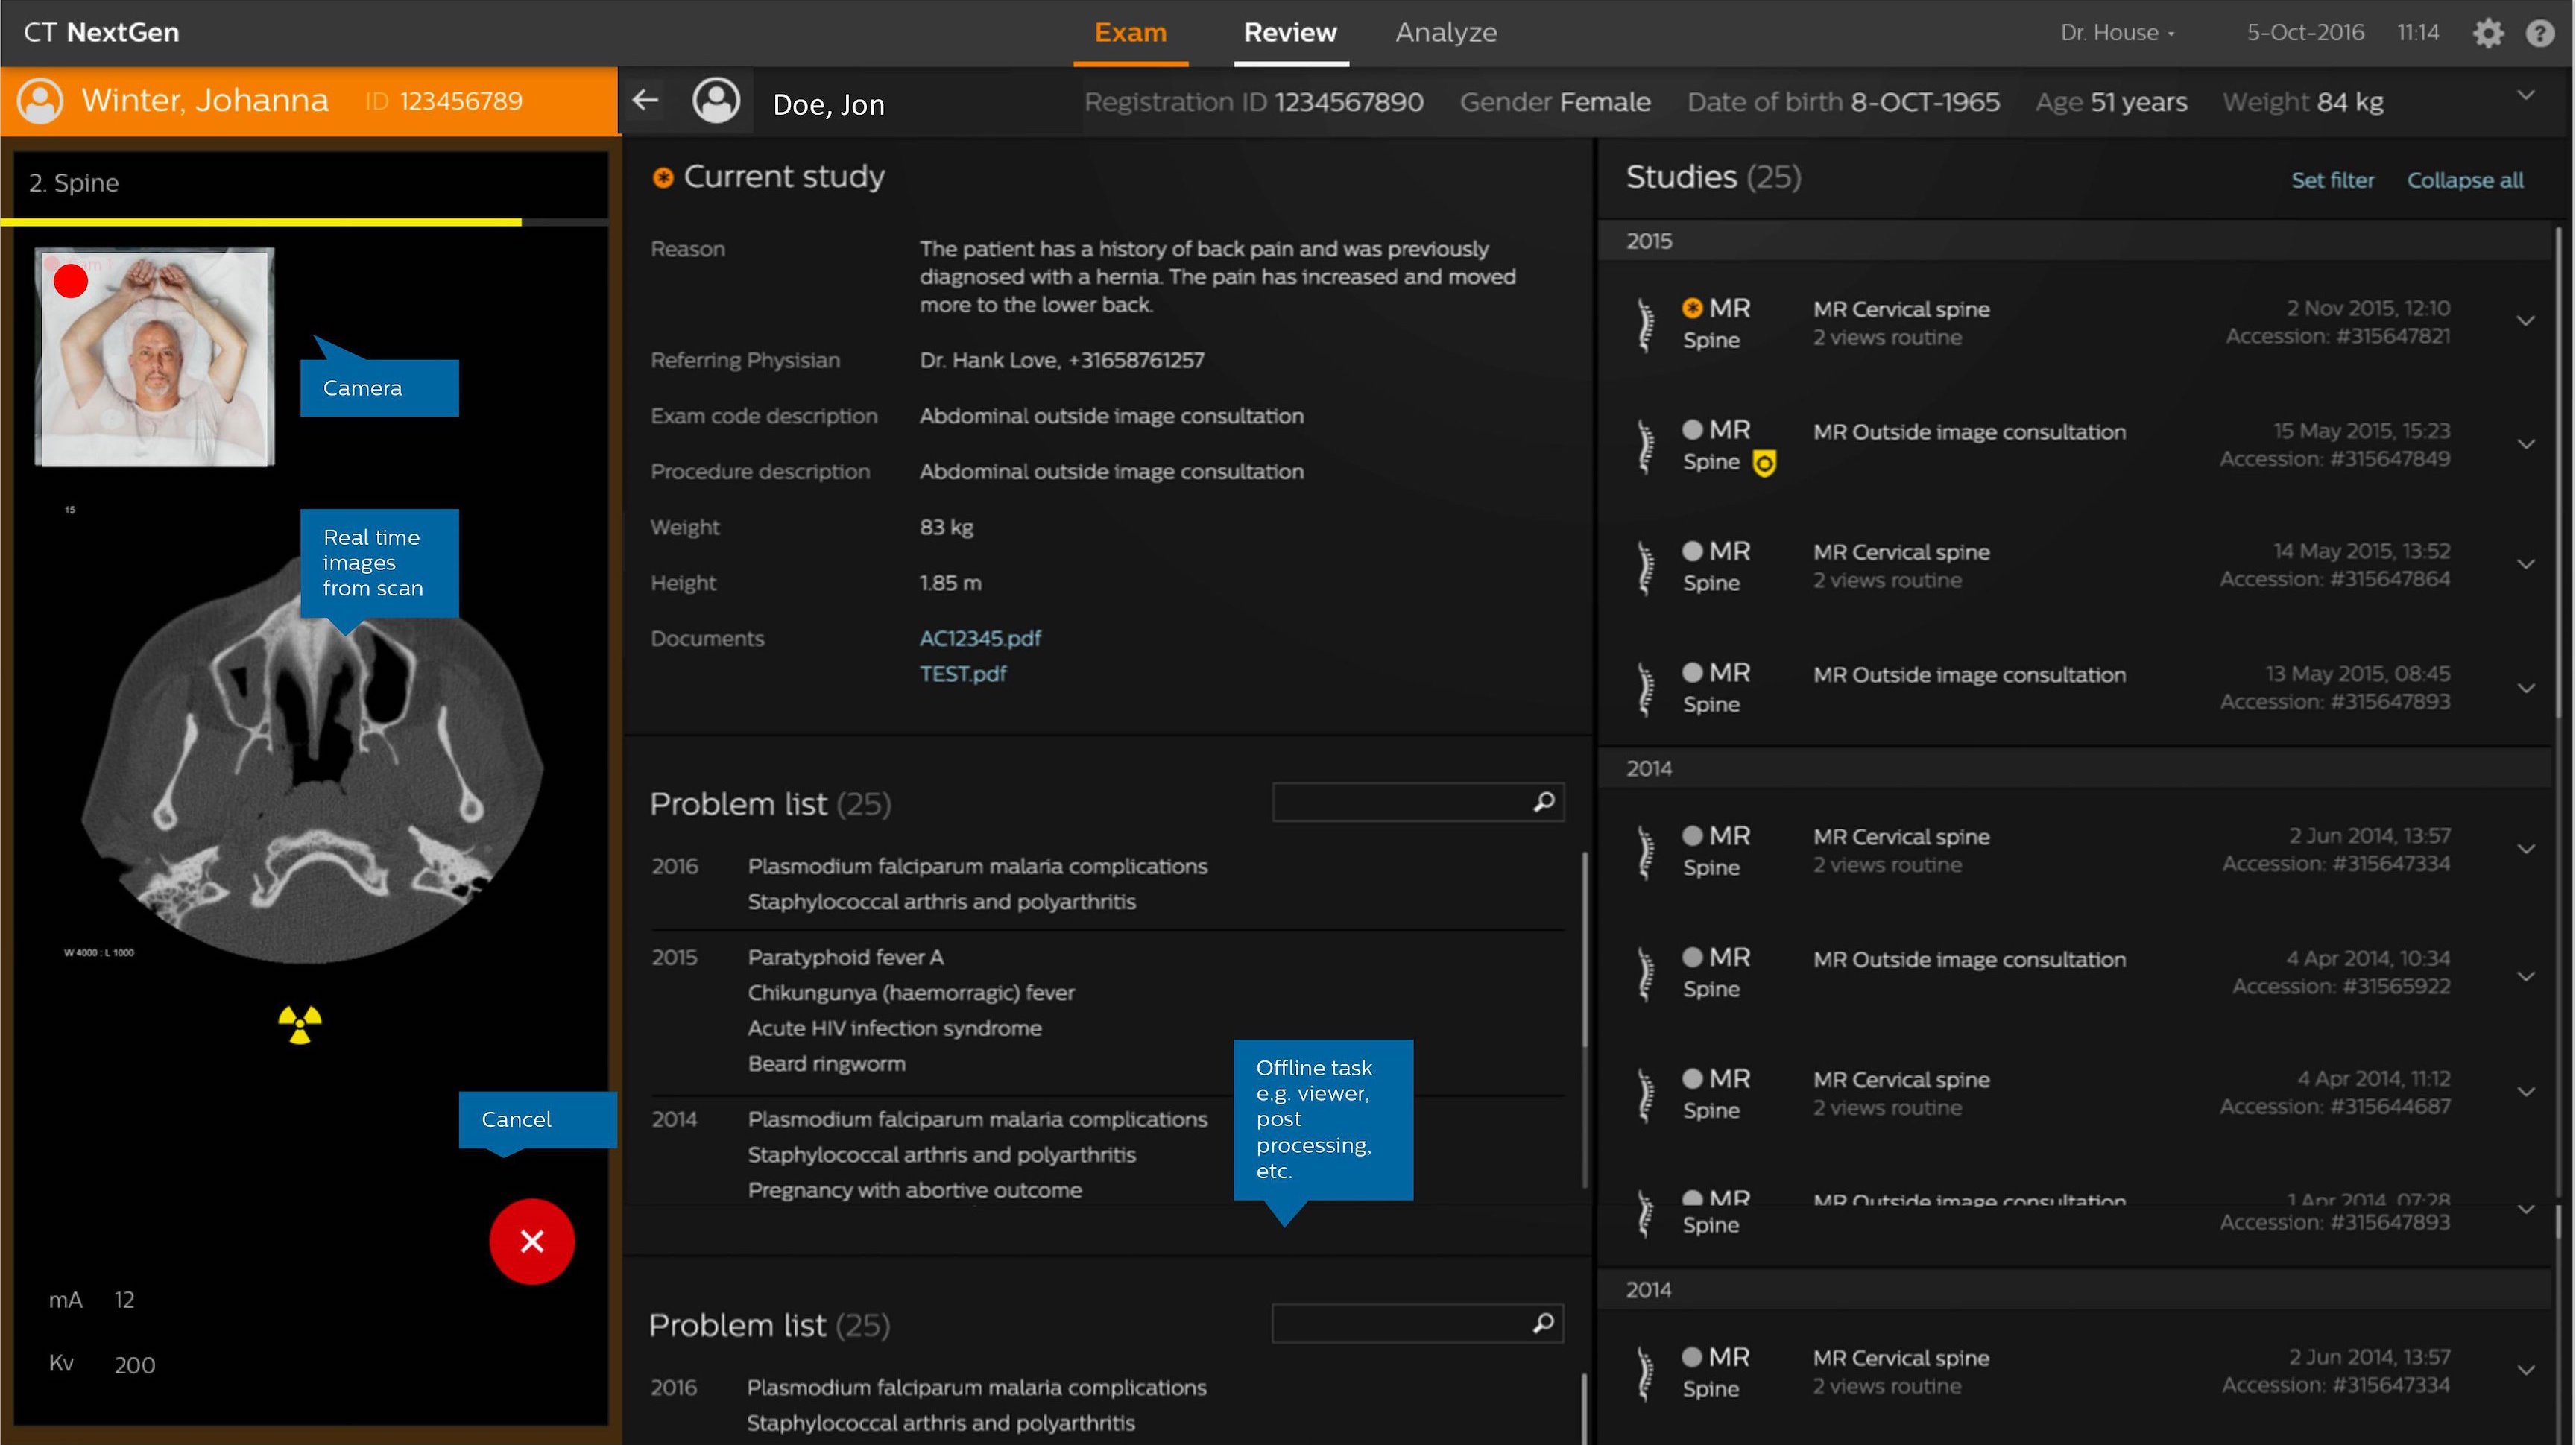 CT NextGen
Exam
Review
Analyze
Dr. House
5-Oct-2016
11:14
?
Winter, Johanna
ID 123456789
Doe, Jon
Registration ID 1234567890
Gender Female
Date of birth 8-OCT-1965
Age 51 years
Weight 84 kg
2. Spine
Camera
15
Real time
images
from scan
W 4000 : L 1000
Cancel
mA 12
Kv 200
Current study
Reason
The patient has a history of back pain and was previously
diagnosed with a hernia. The pain has increased and moved
more to the lower back.
Referring Physisian
Dr. Hank Love, +31658761257
Exam code description
Abdominal outside image consultation
Procedure description
Abdominal outside image consultation
Weight
83 kg
Height
1.85 m
Documents
AC12345.pdf
TEST.pdf
Problem list (25)
2016
Plasmodium falciparum malaria complications
Staphylococcal arthris and polyarthritis
2015
Paratyphoid fever A
Chikungunya (haemorragic) fever
Acute HIV infection syndrome
Beard ringworm
2014
Plasmodium falciparum malaria complications
Staphylococcal arthris and polyarthritis
Pregnancy with abortive outcome
Offline task
e.g. viewer,
post
processing,
etc.
Problem list (25)
2016
Plasmodium falciparum malaria complications
Staphylococcal arthris and polyarthritis
Studies (25)
Set filter
Collapse all
2015
MR
Spine
MR Cervical spine
2 views routine
2 Nov 2015, 12:10
Accession: #315647821
MR
Spine
MR Outside image consultation
15 May 2015, 15:23
Accession: #315647849
MR
Spine
MR Cervical spine
2 views routine
14 May 2015, 13:52
Accession: #315647864
MR
Spine
MR Outside image consultation
13 May 2015, 08:45
Accession: #315647893
2014
MR
Spine
MR Cervical spine
2 views routine
2 Jun 2014, 13:57
Accession: #315647334
MR
Spine
MR Outside image consultation
4 Apr 2014, 10:34
Accession: #31565922
MR
Spine
MR Cervical spine
2 views routine
4 Apr 2014, 11:12
Accession: #315644687
MR
Spine
MR Outside image consultation
1 Apr 2014, 07:28
Accession: #315647893
2014
MR
Spine
MR Cervical spine
2 views routine
2 Jun 2014, 13:57
Accession: #315647334